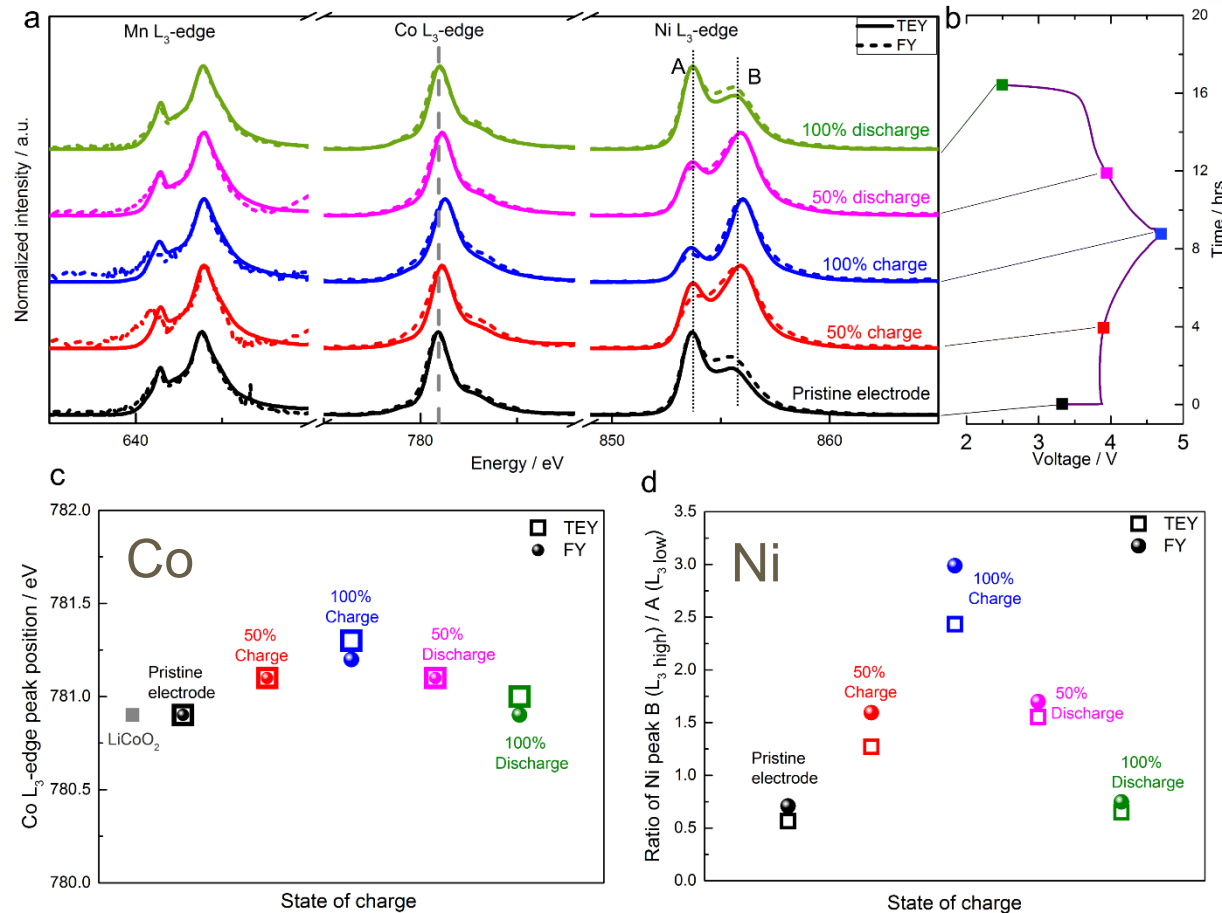 a
Mn L3-edge
Co L3-edge
Ni L3-edge
TEY
FY
A
B
100% discharge
50% discharge
100% charge
50% charge
Pristine electrode
Normalized intensity / a.u.
640
780
850
860
Energy / eV
b
20
16
12
8
4
0
Time / hrs
2
3
4
5
Voltage / V
c
782.0
781.5
781.0
780.5
780.0
Co L3-edge peak position / eV
Co
TEY
FY
LiCoO2
Pristine
electrode
50%
Charge
100%
Charge
50%
Discharge
100%
Discharge
State of charge
d
3.5
3.0
2.5
2.0
1.5
1.0
0.5
0.0
Ratio of Ni peak B (L3 high) / A (L3 low)
Ni
TEY
FY
Pristine
electrode
50%
Charge
100%
Charge
50%
Discharge
100%
Discharge
State of charge